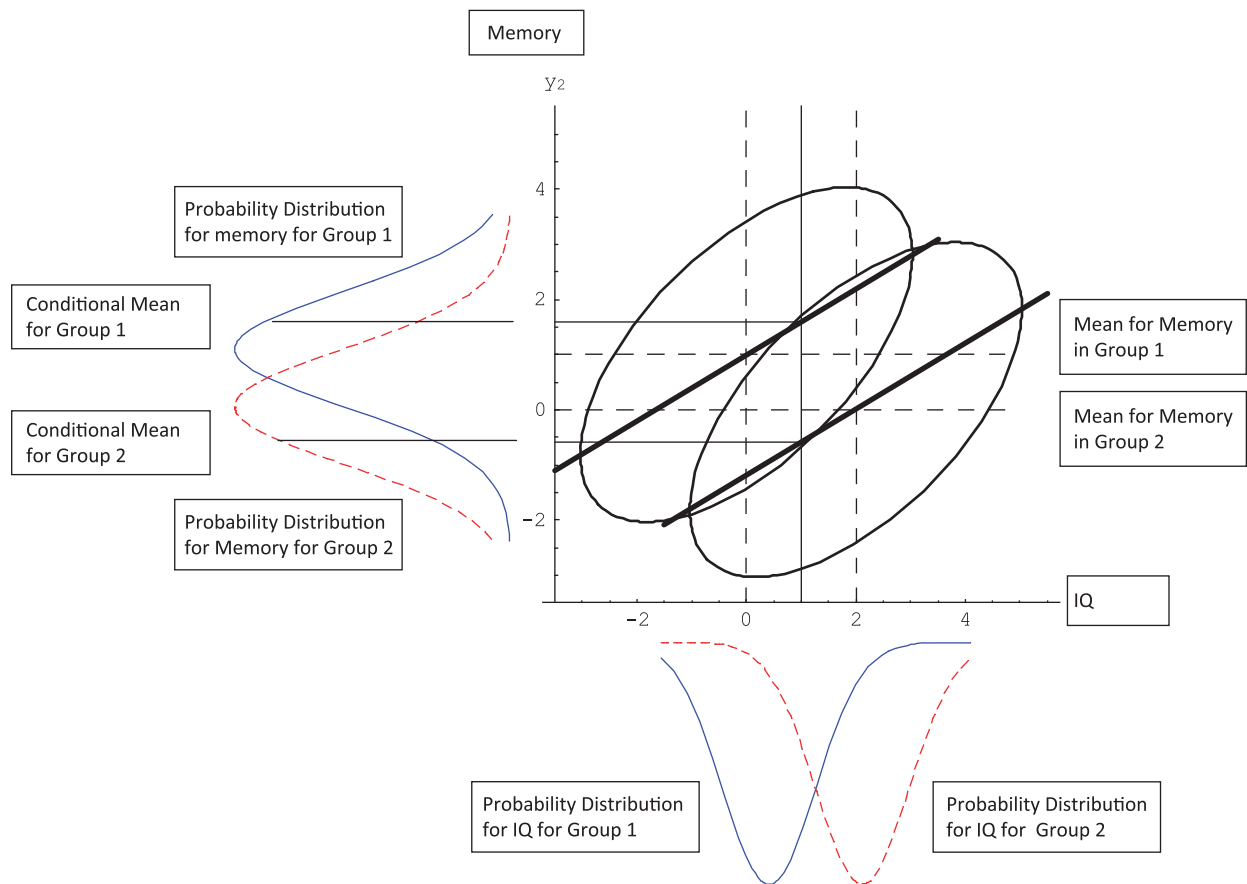 Memory
y2
4
2
0
-2
-2
0
2
4
IQ
Probability Distribution
for memory for Group 1
Conditional Mean
for Group 1
Conditional Mean
for Group 2
Probability Distribution
for Memory for Group 2
Mean for Memory
in Group 1
Mean for Memory
in Group 2
Probability Distribution
for IQ for Group 1
Probability Distribution
for IQ for Group 2